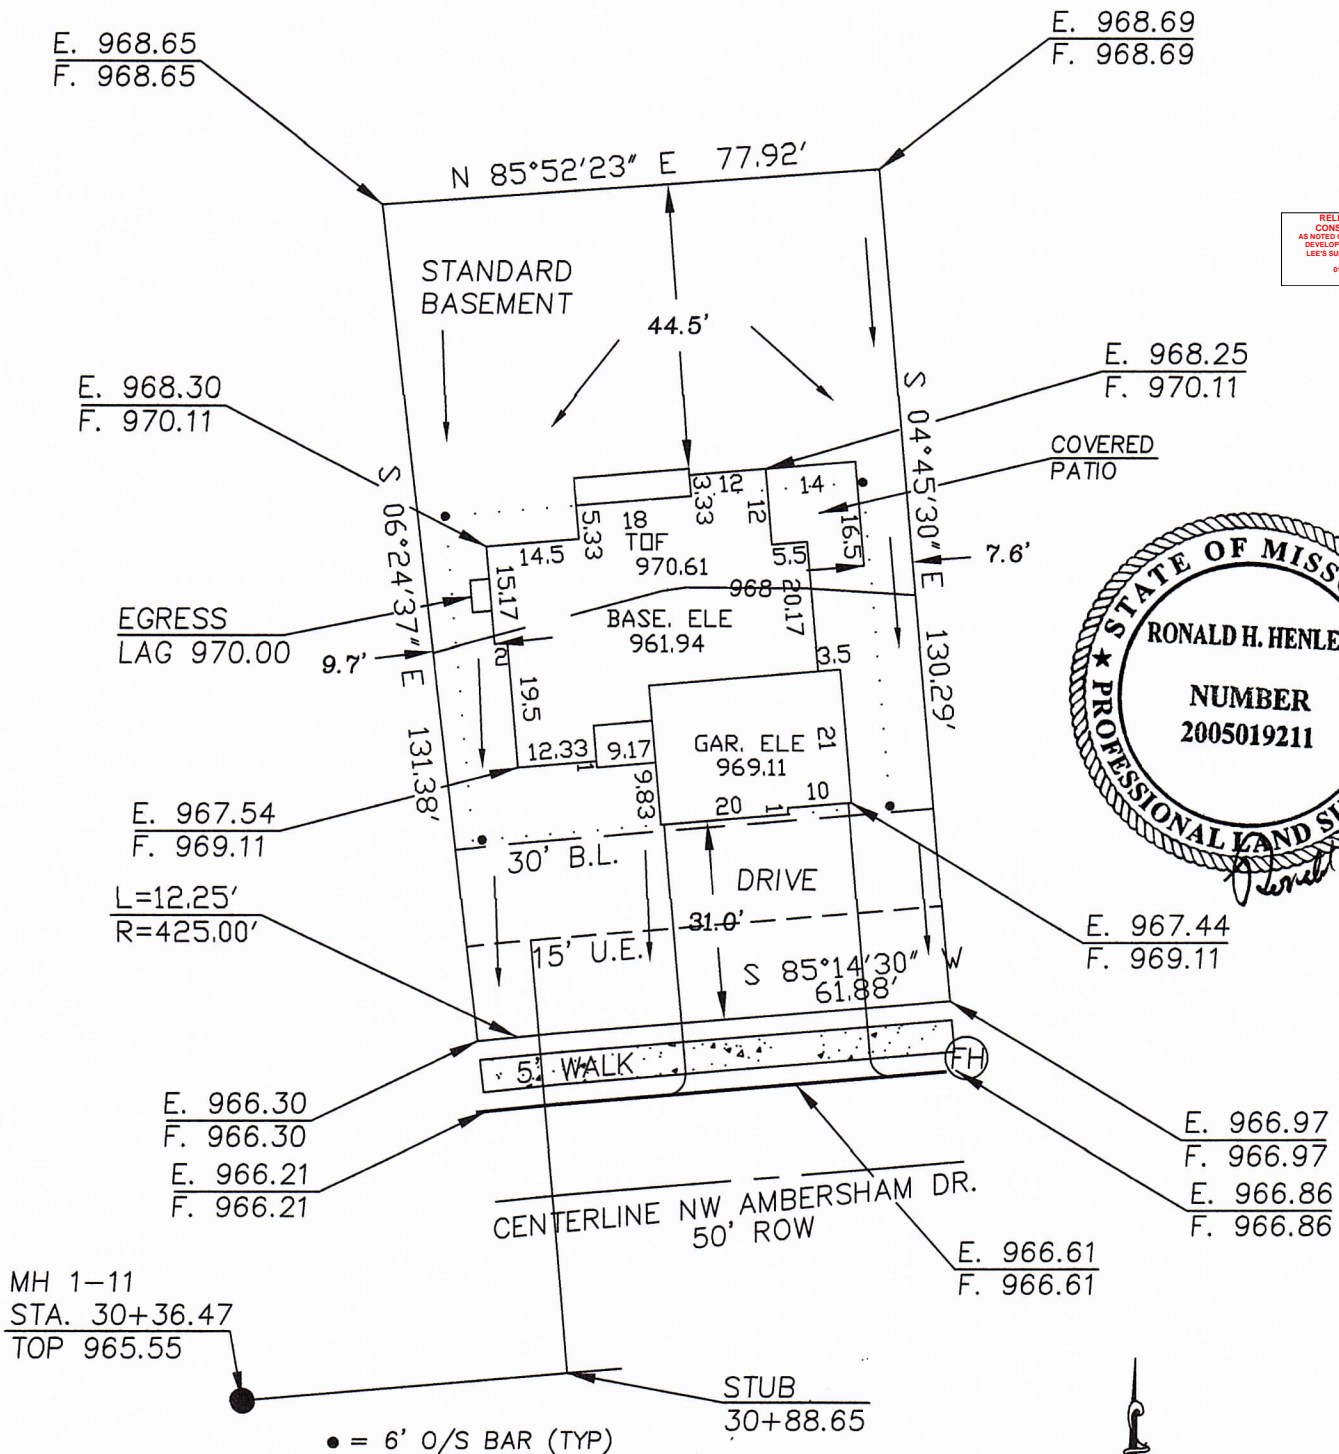 E. 968.65
F. 968.65
E. 968.69
F. 968.69
N 85°52'23" E 77.92'
STANDARD
BASEMENT
44.5'
E. 968.30
F. 970.11
E. 968.25
F. 970.11
COVERED
PATIO
S 06°24'37" E 131.38'
S 04°45'30" E 130.29'
7.6'
12
14
3.33
12
16.5
5.33
18
TOF
970.61
14.5
5.5
15.17
968
20.17
BASE. ELE
961.94
EGRESS
LAG 970.00
9.7'
2
19.5
3.5
12.33
1
9.17
9.83
GAR. ELE
969.11
21
20
1
10
E. 967.54
F. 969.11
30' B.L.
DRIVE
L=12.25'
R=425.00'
31.0'
15' U.E.
E. 967.44
F. 969.11
S 85°14'30" W
61.88'
5' WALK
FH
E. 966.30
F. 966.30
E. 966.21
F. 966.21
E. 966.97
F. 966.97
E. 966.86
F. 966.86
CENTERLINE NW AMBERSHAM DR.
50' ROW
E. 966.61
F. 966.61
MH 1-11
STA. 30+36.47
TOP 965.55
STUB
30+88.65
● = 6' O/S BAR (TYP)
STATE OF
RONALD H.
NUMBER
2005019211
★ PROFESSIONAL LAND
AS NOTED